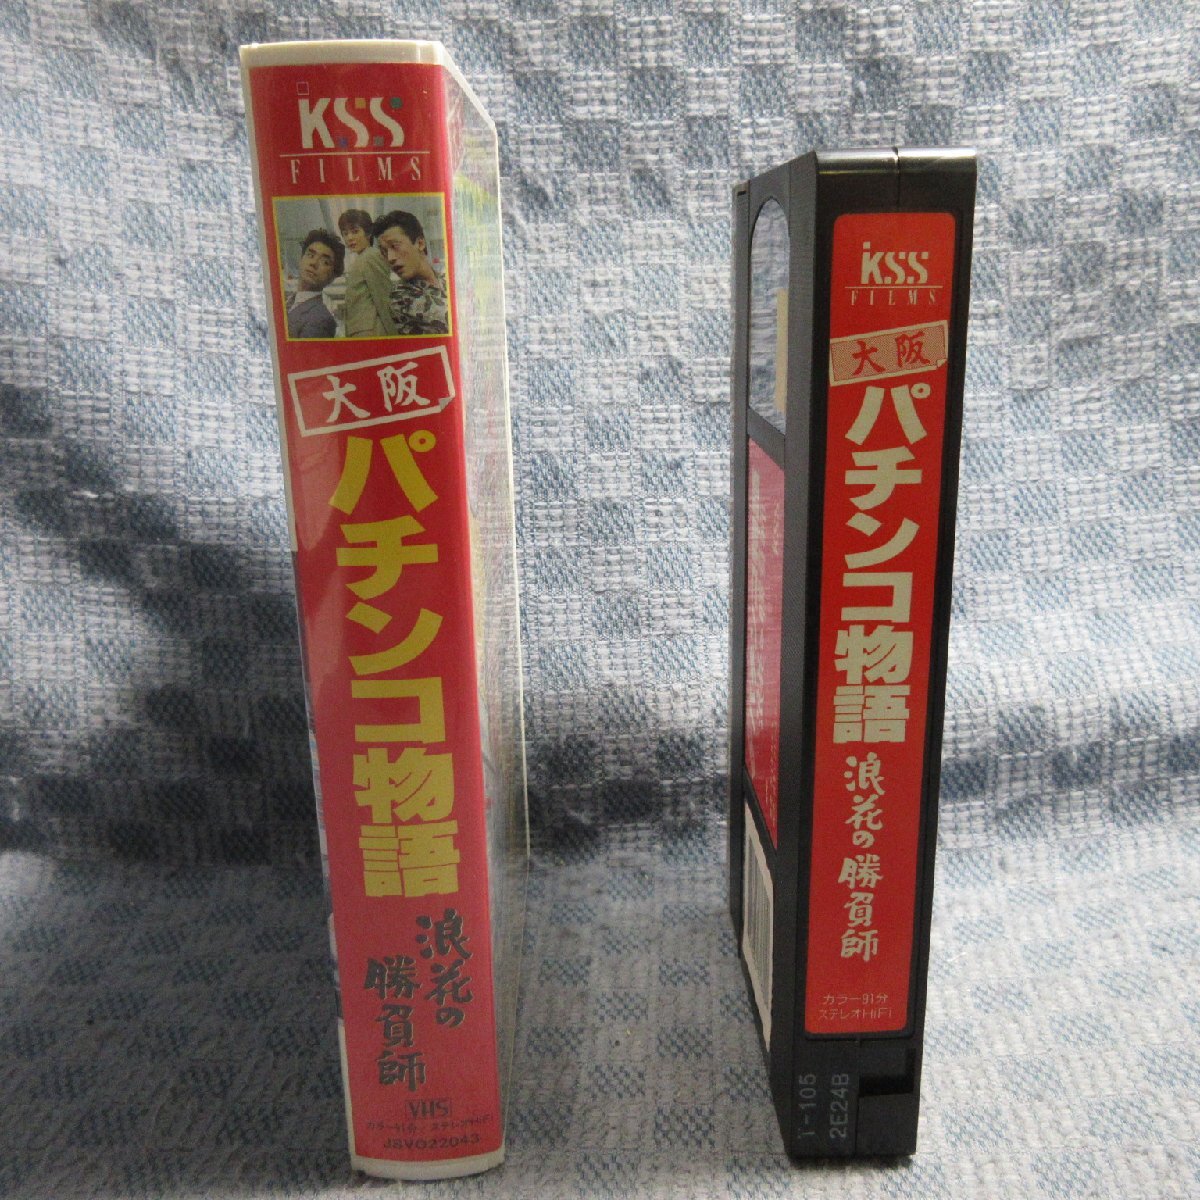 KSS
FILMS
大阪
パチンコ物語
浪花の
勝負師
VHS
カラー91分・ステレオHiFi
JSV022043
KSS
FILMS
大阪
パチンコ物語
浪花の勝負師
カラー91分
ステレオHiFi
T-105
2E24B